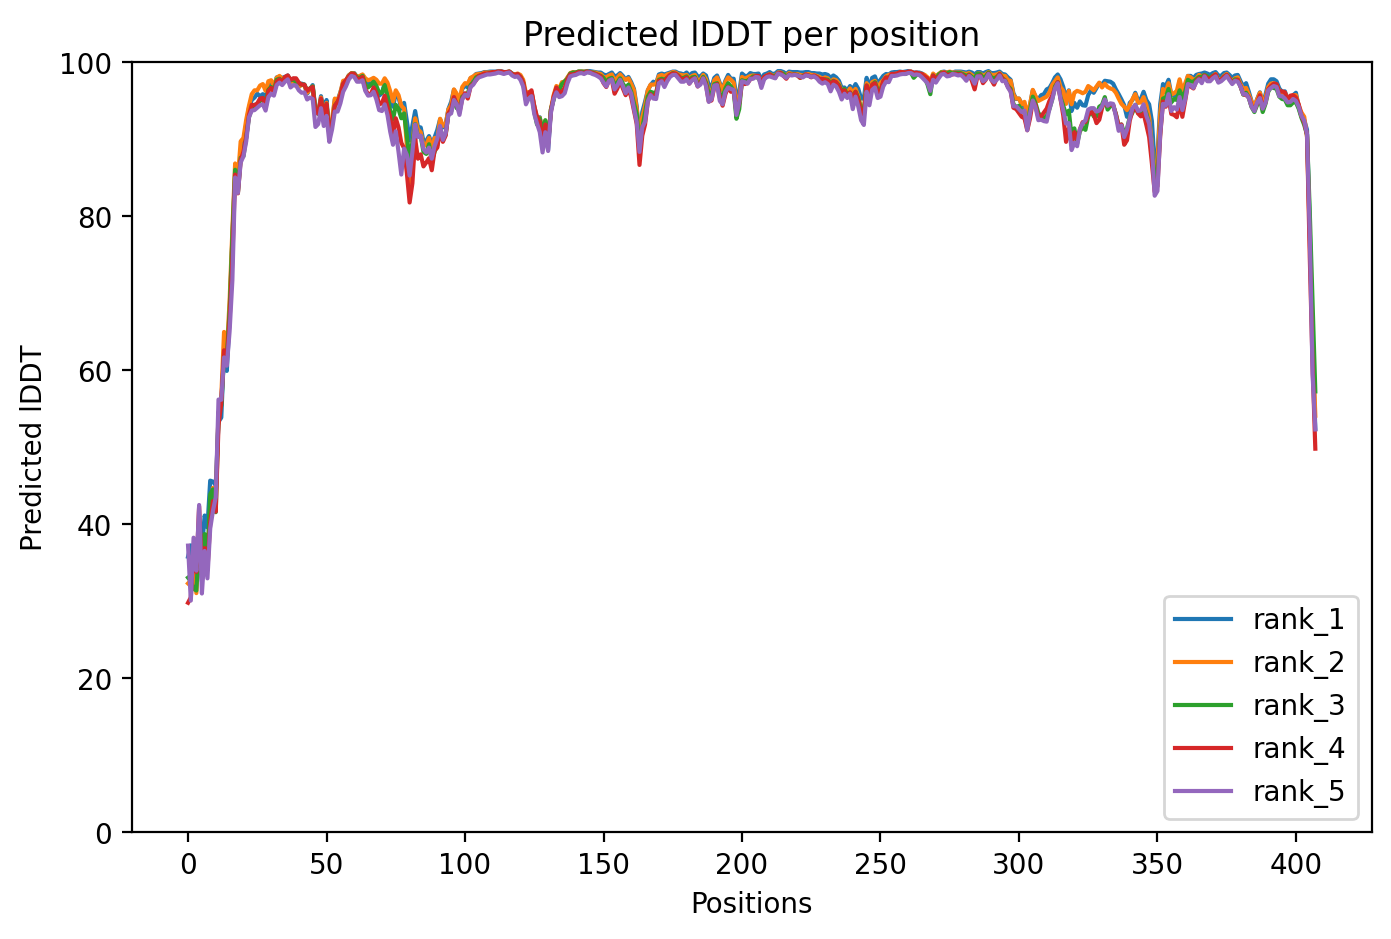 Predicted lDDT per position
100
80
60
40
20
0
Predicted lDDT
0 50 100 150 200 250 300 350 400
Positions
rank_1
rank_2
rank_3
rank_4
rank_5